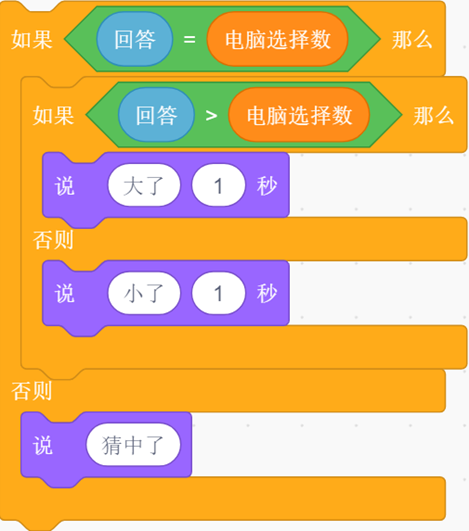 如果 回答 = 电脑选择数 那么
如果 回答 > 电脑选择数 那么
说 大了 1 秒
否则
说 小了 1 秒
否则
说 猜中了